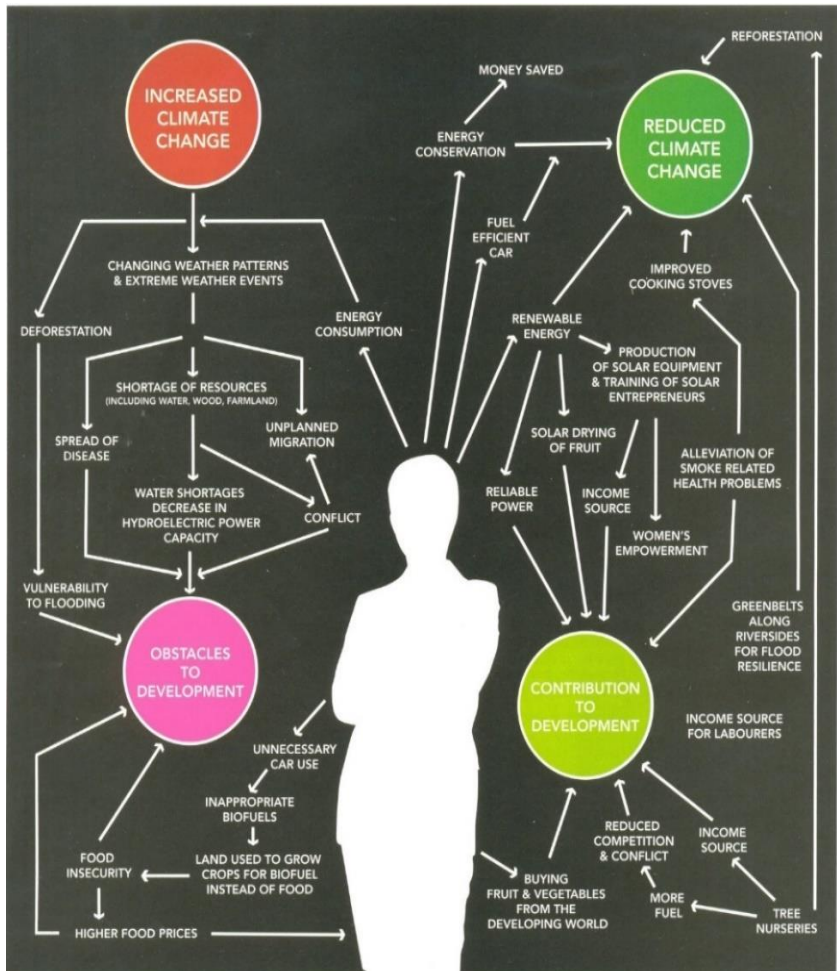 INCREASED
CLIMATE
CHANGE
CHANGING WEATHER PATTERNS
& EXTREME WEATHER EVENTS
DEFORESTATION
ENERGY
CONSUMPTION
SHORTAGE OF RESOURCES
(INCLUDING WATER, WOOD, FARMLAND)
SPREAD OF
DISEASE
UNPLANNED
MIGRATION
WATER SHORTAGES
DECREASE IN
HYDROELECTRIC POWER
CAPACITY
CONFLICT
VULNERABILITY
TO FLOODING
OBSTACLES
TO
DEVELOPMENT
UNNECESSARY
CAR USE
INAPPROPRIATE
BIOFUELS
LAND USED TO GROW
CROPS FOR BIOFUEL
INSTEAD OF FOOD
FOOD
INSECURITY
HIGHER FOOD PRICES
REFORESTATION
MONEY SAVED
ENERGY
CONSERVATION
REDUCED
CLIMATE
CHANGE
FUEL
EFFICIENT
CAR
IMPROVED
COOKING STOVES
RENEWABLE
ENERGY
PRODUCTION
OF SOLAR EQUIPMENT
& TRAINING OF SOLAR
ENTREPRENEURS
SOLAR DRYING
OF FRUIT
ALLEVIATION OF
SMOKE RELATED
HEALTH PROBLEMS
RELIABLE
POWER
INCOME
SOURCE
WOMEN'S
EMPOWERMENT
GREENBELTS
ALONG
RIVERSIDES
FOR FLOOD
RESILIENCE
CONTRIBUTION
TO
DEVELOPMENT
INCOME SOURCE
FOR LABOURERS
REDUCED
COMPETITION
& CONFLICT
INCOME
SOURCE
BUYING
FRUIT & VEGETABLES
FROM THE
DEVELOPING WORLD
MORE
FUEL
TREE
NURSERIES